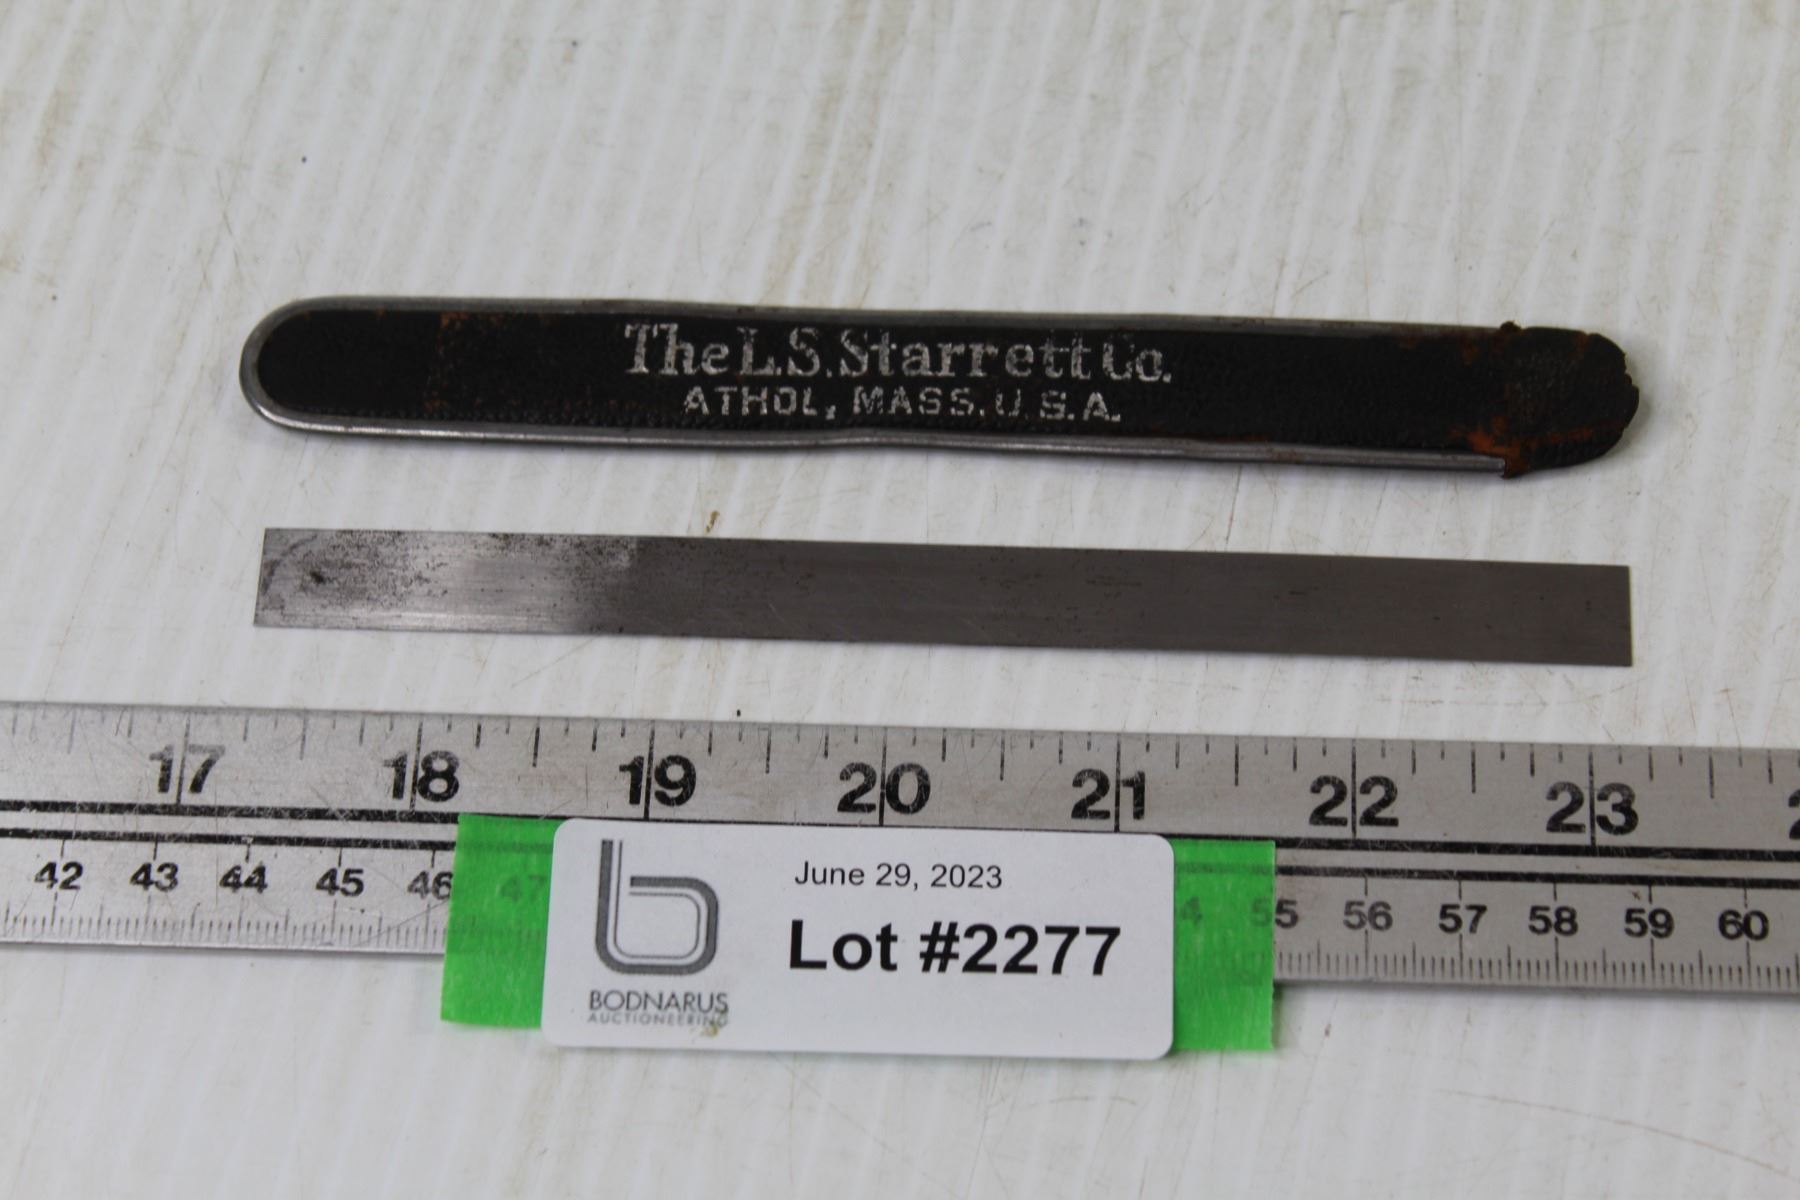 The L.S. Starrett Co.
ATHOL, MASS. U.S.A.
17 18 19 20 21 22 23
42 43 44 45 46 47 55 56 57 58 59 60
June 29, 2023
Lot #2277
BODNARUS
AUCTIONEERING